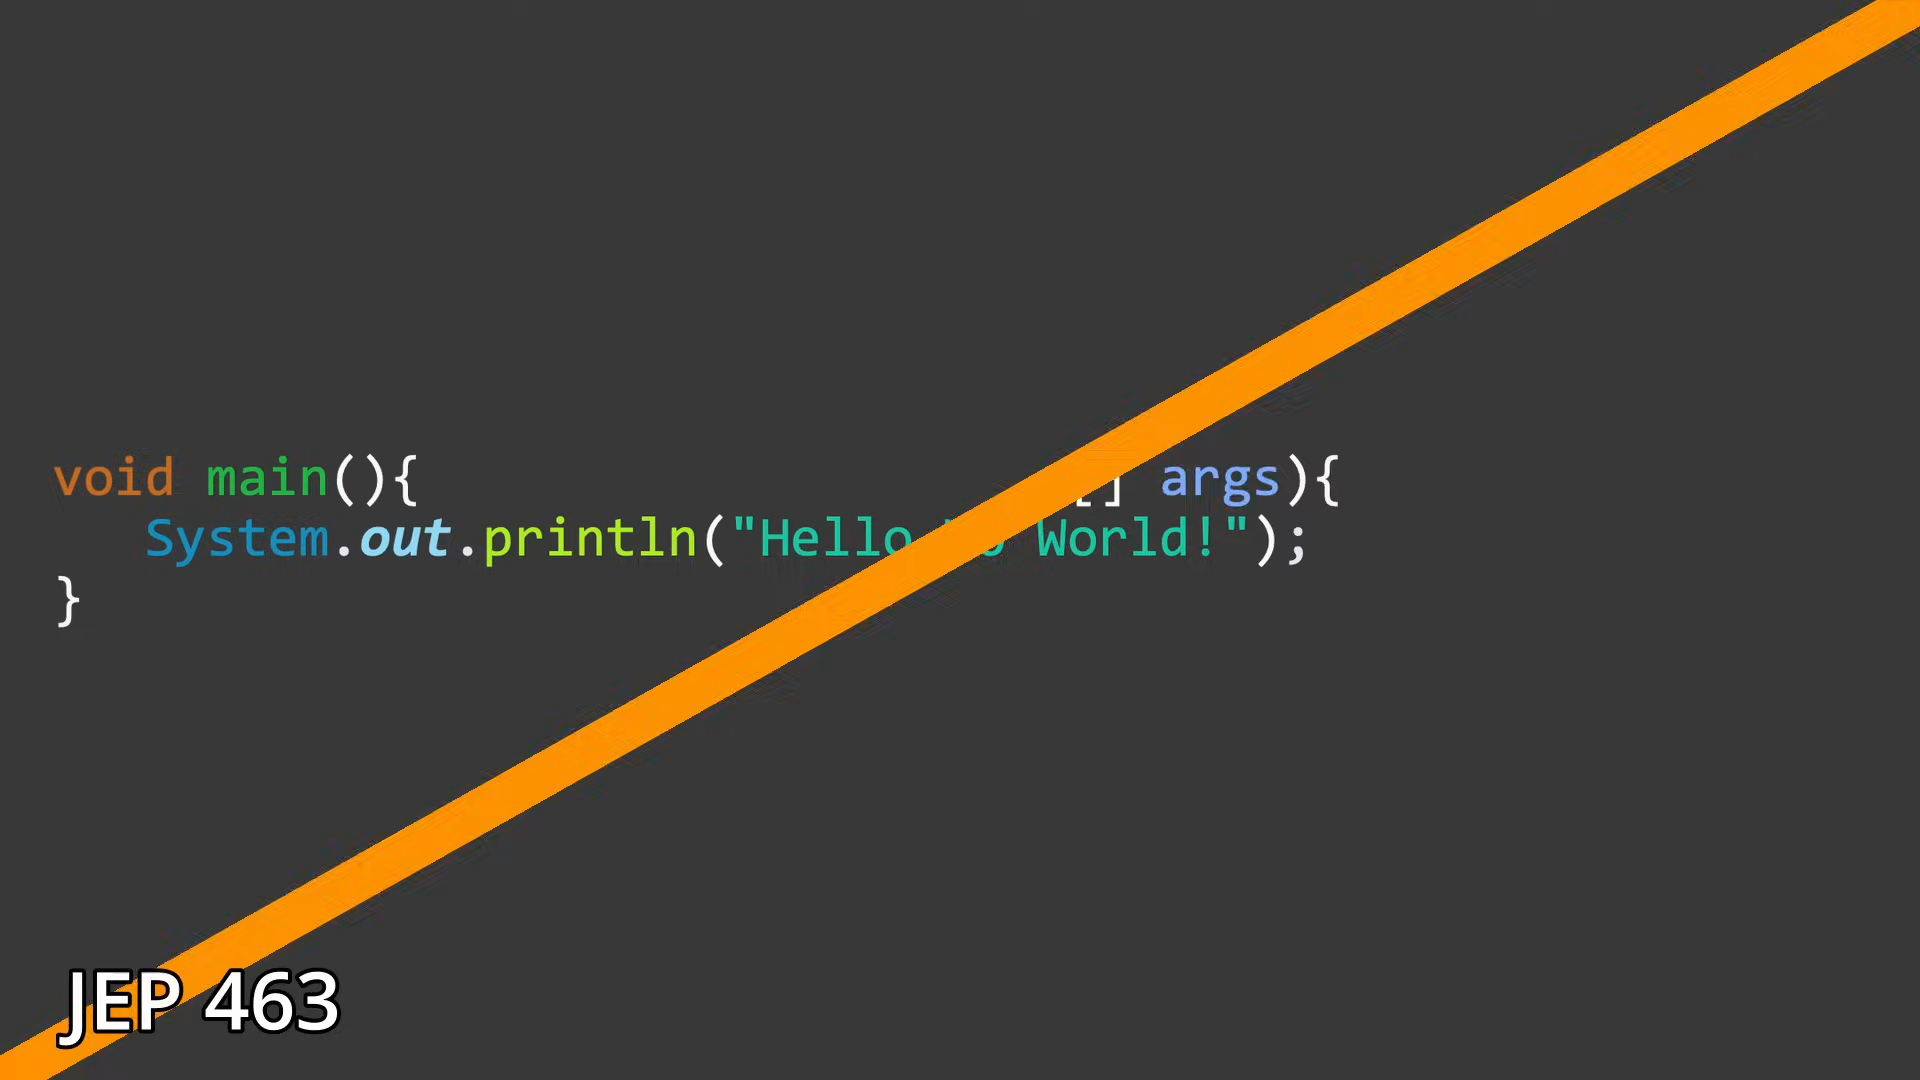 void main(){ [] args){
   System.out.println("Hello World!");
}
JEP 463